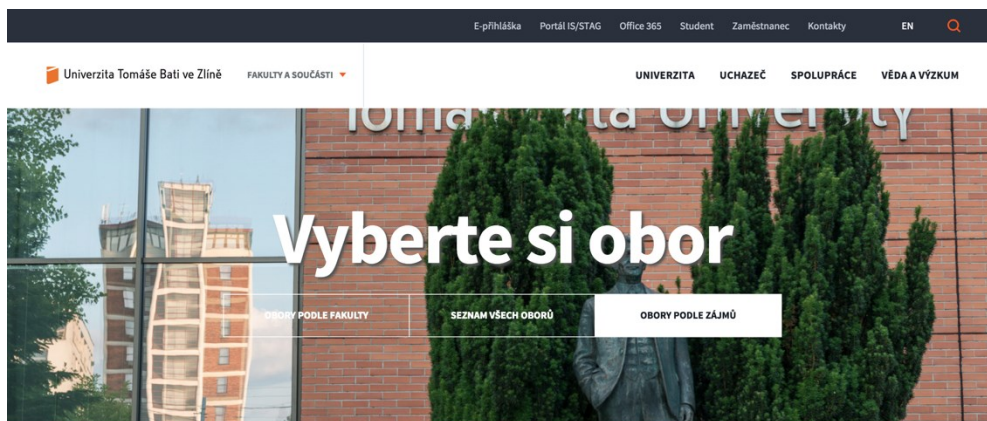 E-přihláška Portál IS/STAG Office 365 Student Zaměstnanec Kontakty EN
Univerzita Tomáše Bati ve Zlíně FAKULTY A SOUČÁSTI UNIVERZITA UCHAZEČ SPOLUPRÁCE VĚDA A VÝZKUM
University
Vyberte si obor
OBORY PODLE FAKULTY SEZNAM VŠECH OBORŮ OBORY PODLE ZÁJMŮ